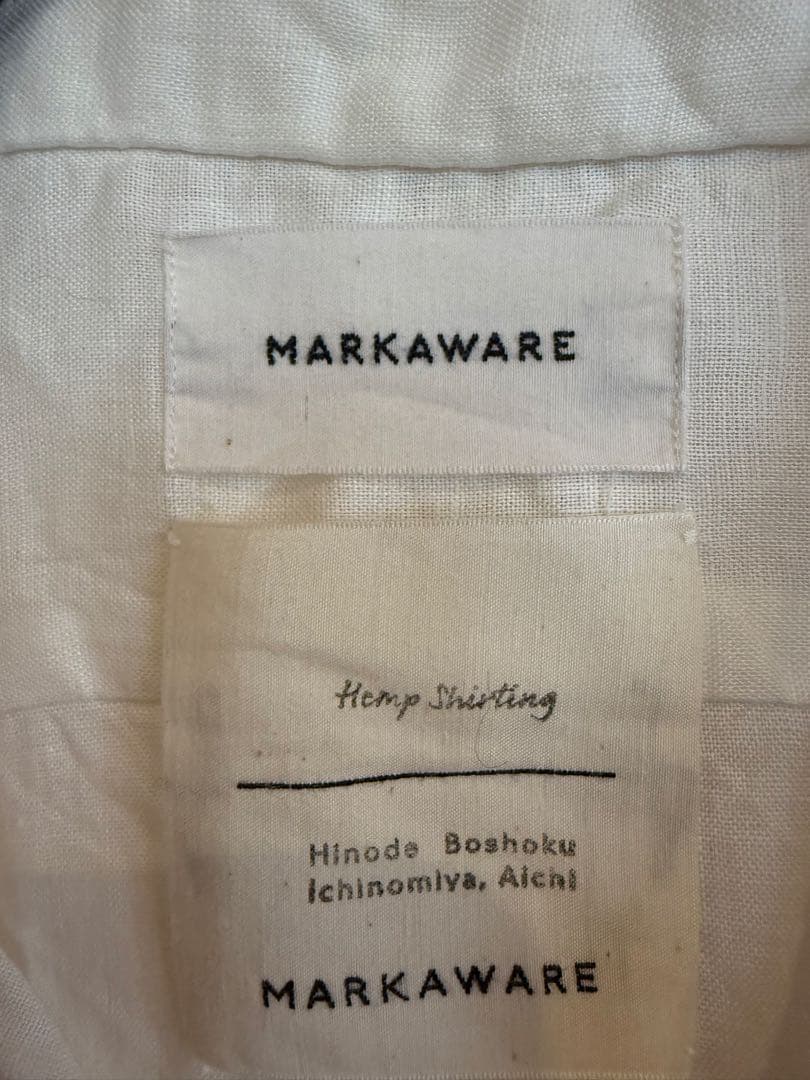 MARKAWARE
Hemp Shirting
Hinode Boshoku
Ichinomiya, Aichi
MARKAWARE